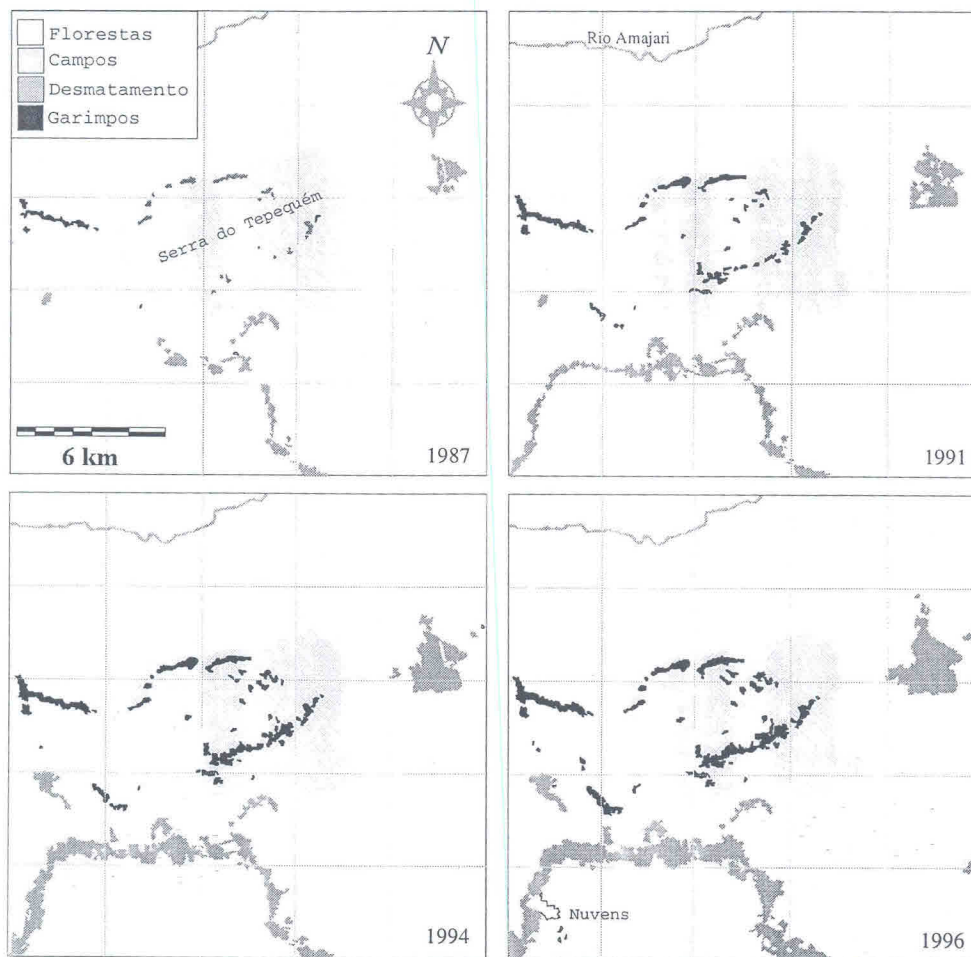 Florestas
Campos
Desmatamento
Garimpos
N
Serra do Tepequém
6 km
1987
Rio Amajari
1991
1994
Nuvens
1996